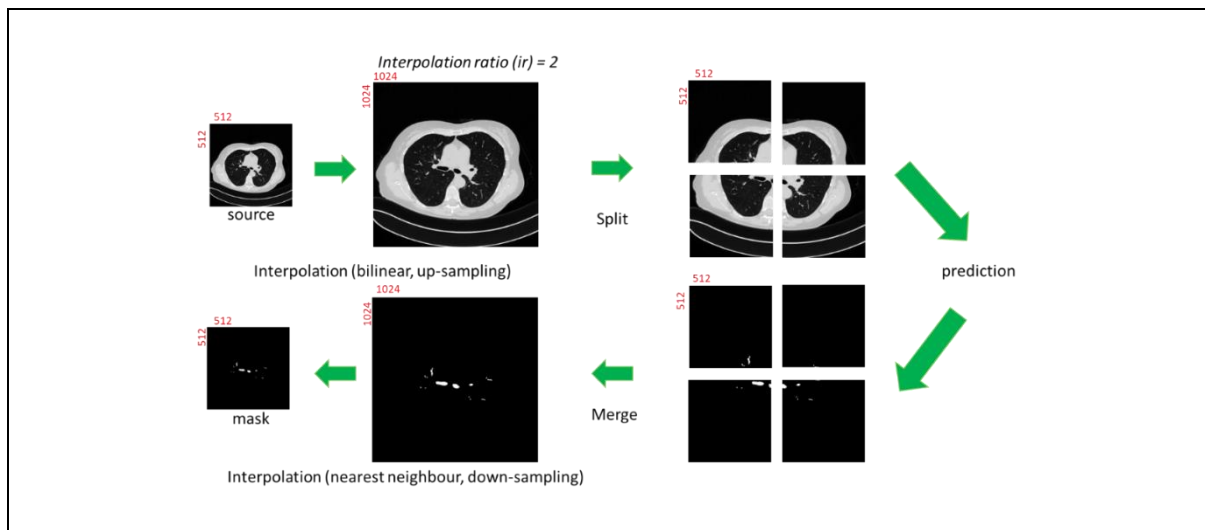 Interpolation ratio (ir) = 2
1024
1024
512
512
source
512
512
Split
Interpolation (bilinear, up-sampling)
prediction
1024
1024
512
512
mask
512
512
Merge
Interpolation (nearest neighbour, down-sampling)